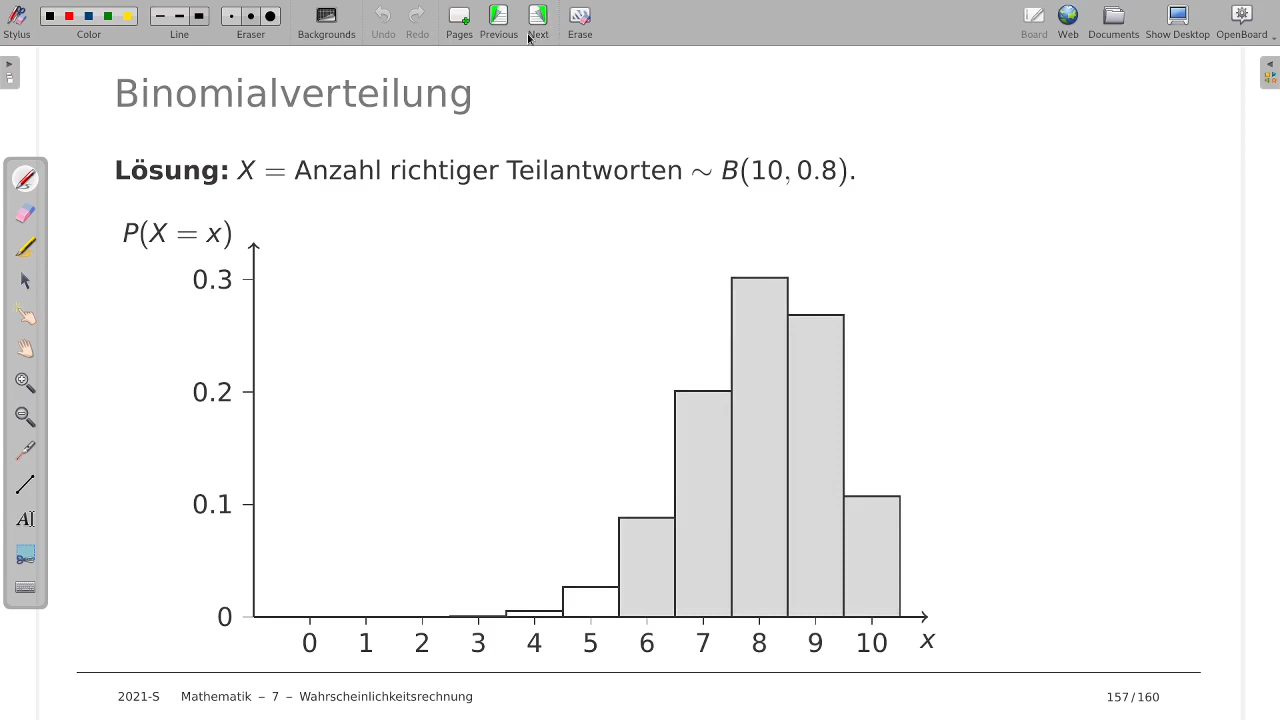 Stylus Color Line Eraser Backgrounds Undo Redo Pages Previous Next Erase Board Web Documents Show Desktop OpenBoard
Binomialverteilung
Lösung: X = Anzahl richtiger Teilantworten ∼ B(10, 0.8).
P(X = x)
0.3
0.2
0.1
0
0 1 2 3 4 5 6 7 8 9 10 x
2021-S Mathematik – 7 – Wahrscheinlichkeitsrechnung 157/160